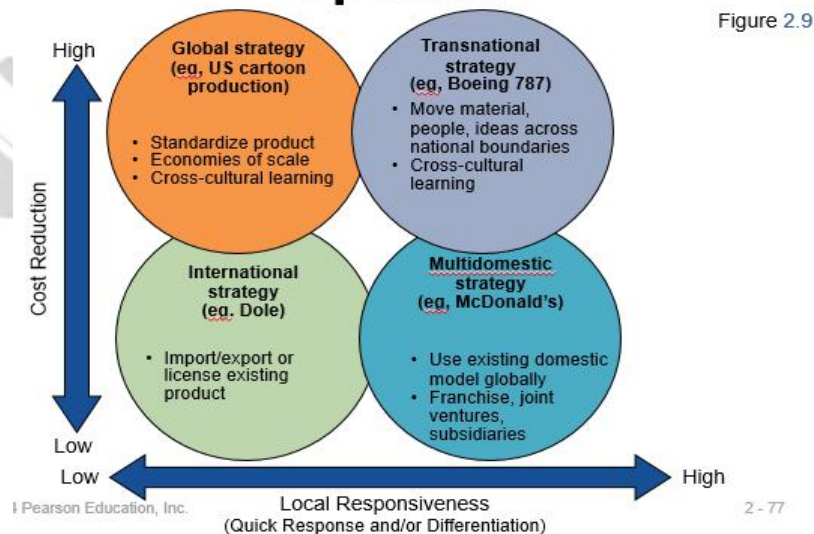 Figure 2.9
High
Global strategy
(eg, US cartoon
production)
• Standardize product
• Economies of scale
• Cross-cultural learning
Transnational
strategy
(eg, Boeing 787)
• Move material,
people, ideas across
national boundaries
• Cross-cultural
learning
Cost Reduction
International
strategy
(eg. Dole)
• Import/export or
license existing
product
Multidomestic
strategy
(eg, McDonald's)
• Use existing domestic
model globally
• Franchise, joint
ventures,
subsidiaries
Low
Low
High
Pearson Education, Inc.
Local Responsiveness
(Quick Response and/or Differentiation)
2 - 77